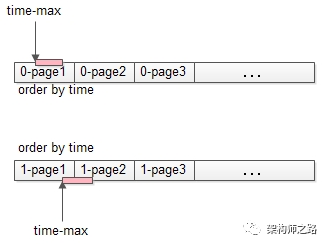 time-max
0-page1 0-page2 0-page3 ...
order by time
order by time
1-page1 1-page2 1-page3 ...
time-max
架构师之路